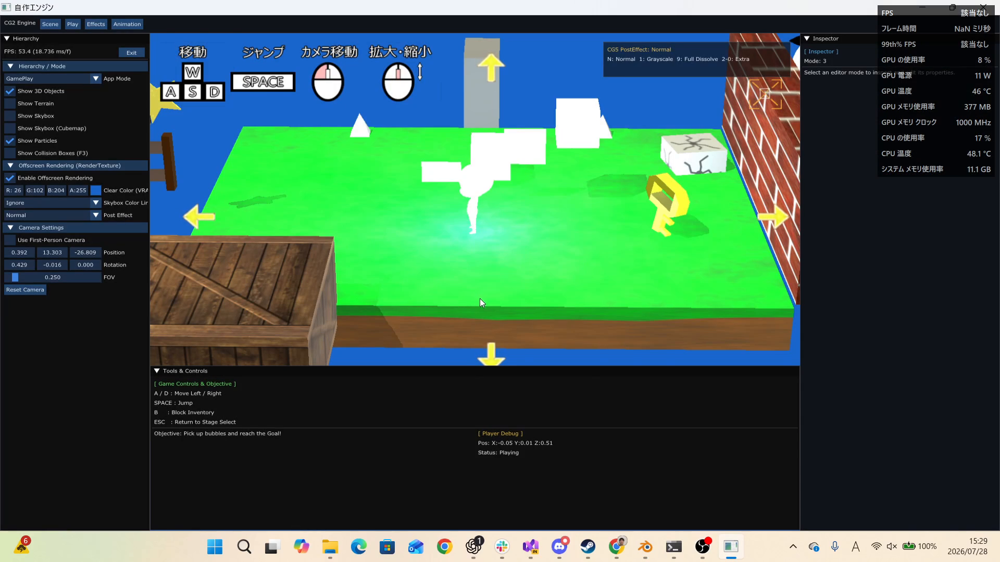 自作エンジン
CG2 Engine Scene Play Effects Animation
Hierarchy
FPS: 53.4 (18.736 ms/f) Exit
Hierarchy / Mode
GamePlay App Mode
Show 3D Objects
Show Terrain
Show Skybox
Show Skybox (Cubemap)
Show Particles
Show Collision Boxes (F3)
Offscreen Rendering (RenderTexture)
Enable Offscreen Rendering
R: 26 G:102 B:204 A:255 Clear Color (VRA
Ignore Skybox Color Lir
Normal Post Effect
Camera Settings
Use First-Person Camera
0.392 13.303 -26.809 Position
0.429 -0.016 0.000 Rotation
0.250 FOV
Reset Camera
移動 ジャンプ カメラ移動 拡大・縮小
W
A S D SPACE
CG5 PostEffect: Normal
N: Normal 1: Grayscale 9: Full Dissolve 2-0: Extra
Tools & Controls
[ Game Controls & Objective ]
A / D : Move Left / Right
SPACE : Jump
B : Block Inventory
ESC : Return to Stage Select
Objective: Pick up bubbles and reach the Goal!
[ Player Debug ]
Pos: X:-0.05 Y:0.01 Z:0.51
Status: Playing
Inspector
[ Inspector ]
Mode: 3
Select an editor mode to inspect and edit its properties.
FPS 該当なし
フレーム時間 NaN ミリ秒
99th% FPS 該当なし
GPU の使用率 8 %
GPU 電源 11 W
GPU 温度 46 °C
GPU メモリ使用率 377 MB
GPU メモリ クロック 1000 MHz
CPU の使用率 17 %
CPU 温度 48.1 °C
システム メモリ使用率 11.1 GB
6
1
IN
A
100%
15:29
2026/07/28